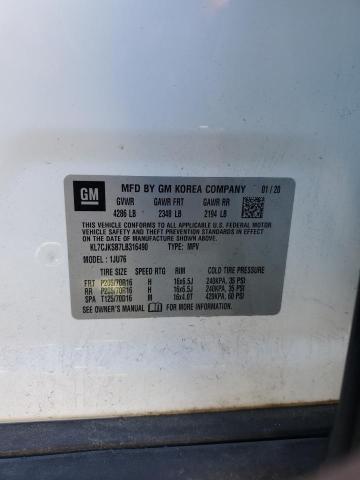 GM
MFD BY GM KOREA COMPANY 01/20
GVWR GAWR FRT GAWR RR
4286 LB 2348 LB 2194 LB
THIS VEHICLE CONFORMS TO ALL APPLICABLE U.S. FEDERAL MOTOR
VEHICLE SAFETY AND THEFT PREVENTION STANDARDS IN EFFECT ON THE
DATE OF MANUFACTURE SHOWN ABOVE.
KL7CJKSB7LB316490 TYPE: MPV
MODEL : 1JU76
TIRE SIZE SPEED RTG RIM
FRT P205/70R16 H 16x6.5J 240KPA, 35 PSI
RR P205/70R16 H 16x6.5J 240KPA, 35 PSI
SPA T125/70D16 M 16x4.0T 420KPA, 60 PSI
SEE OWNER'S MANUAL FOR MORE INFORMATION